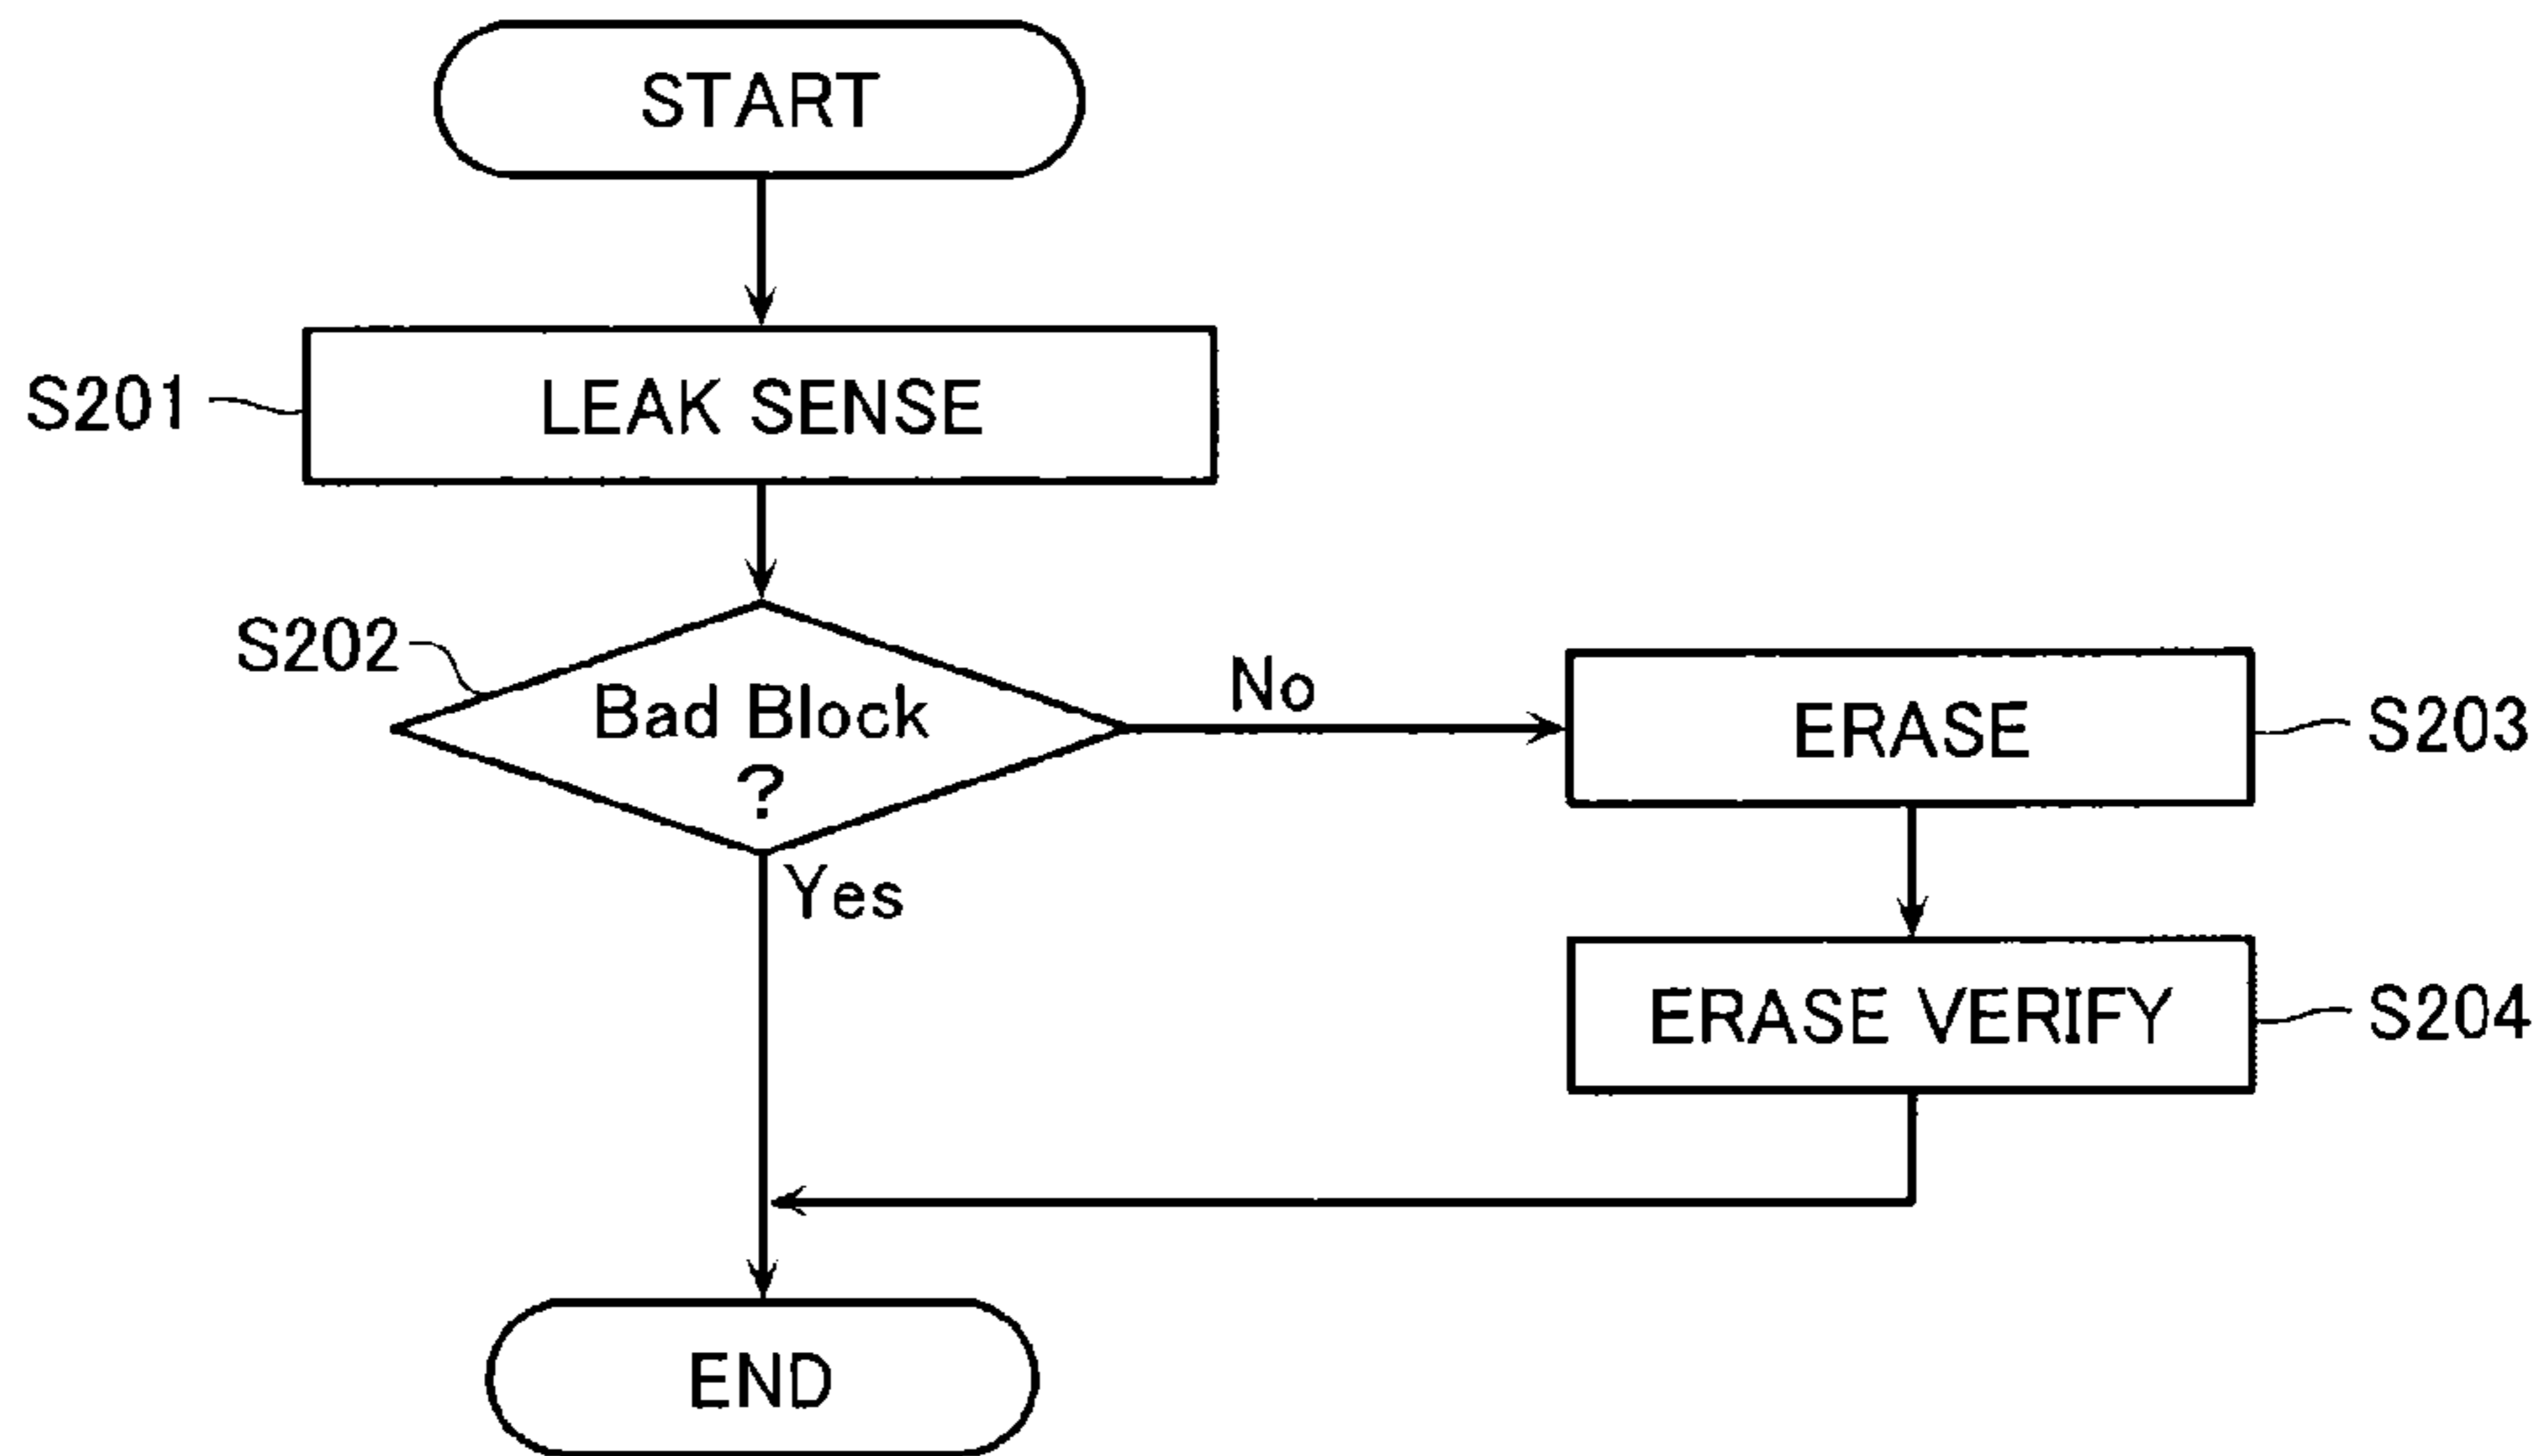 START
S201
LEAK SENSE
S202
Bad Block
?
No
Yes
ERASE
S203
ERASE VERIFY
S204
END